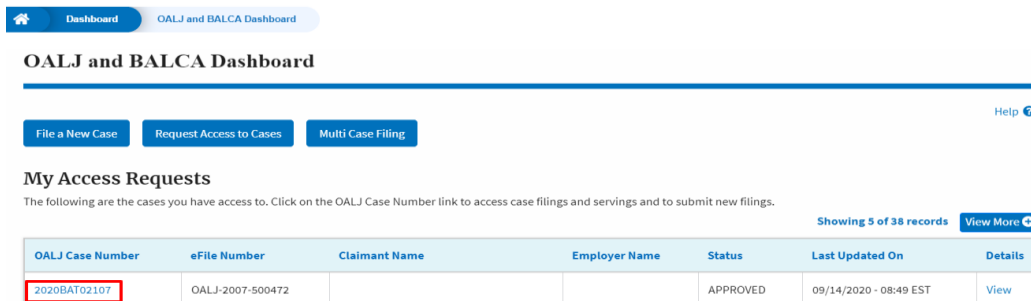 Dashboard OALJ and BALCA Dashboard
OALJ and BALCA Dashboard
Help ?
File a New Case Request Access to Cases Multi Case Filing
My Access Requests
The following are the cases you have access to. Click on the OALJ Case Number link to access case filings and servings and to submit new filings.
Showing 5 of 38 records View More +
OALJ Case Number eFile Number Claimant Name Employer Name Status Last Updated On Details
2020BAT02107 OALJ-2007-500472 APPROVED 09/14/2020 - 08:49 EST View